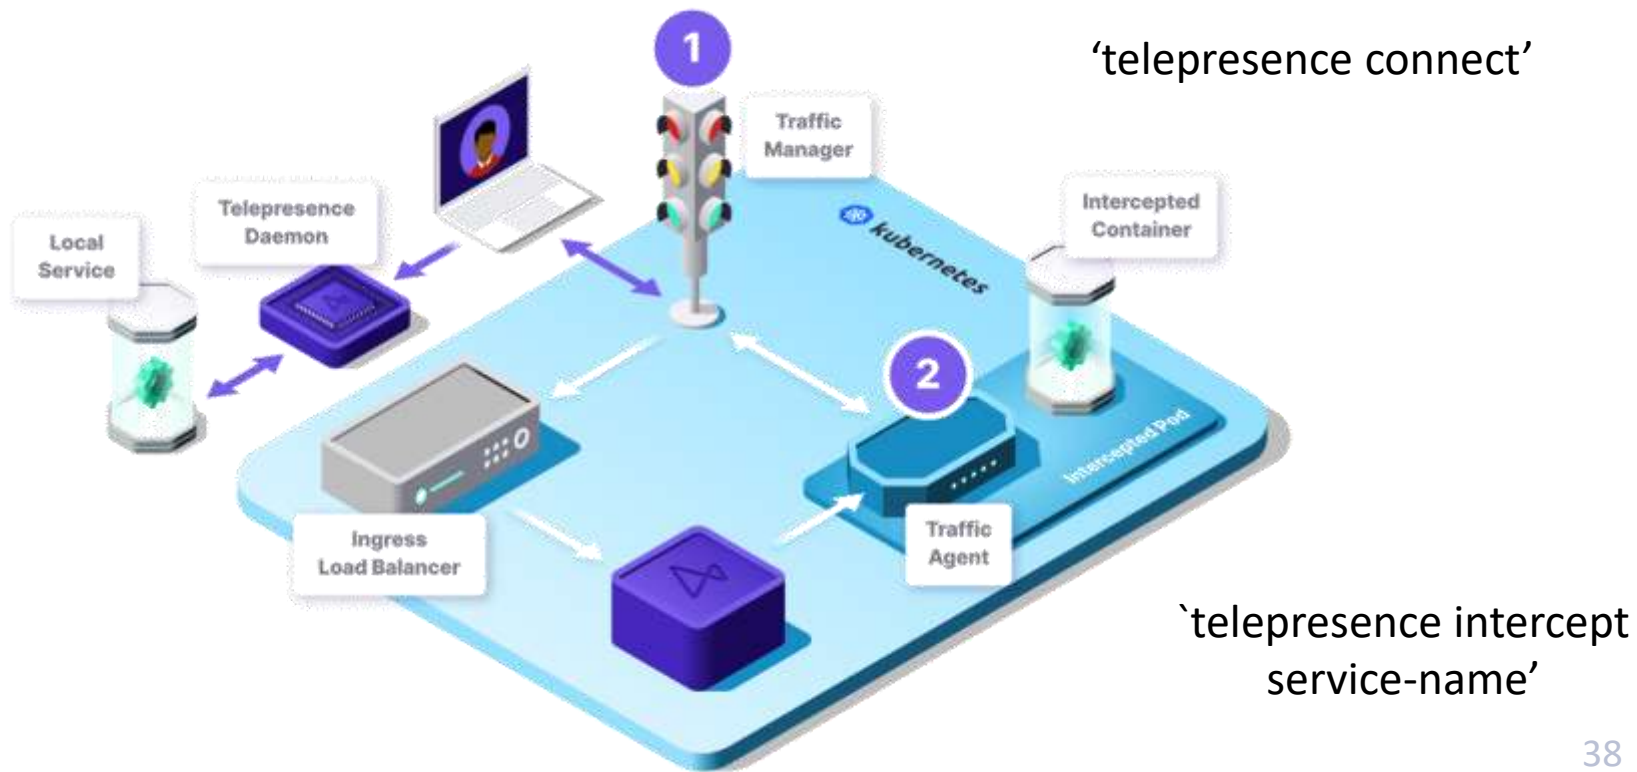 1
‘telepresence connect’
Traffic
Manager
Intercepted
Container
Telepresence
Daemon
Local
Service
kubernetes
2
Intercepted Pod
Traffic
Agent
Ingress
Load Balancer
`telepresence intercept
service-name’
38